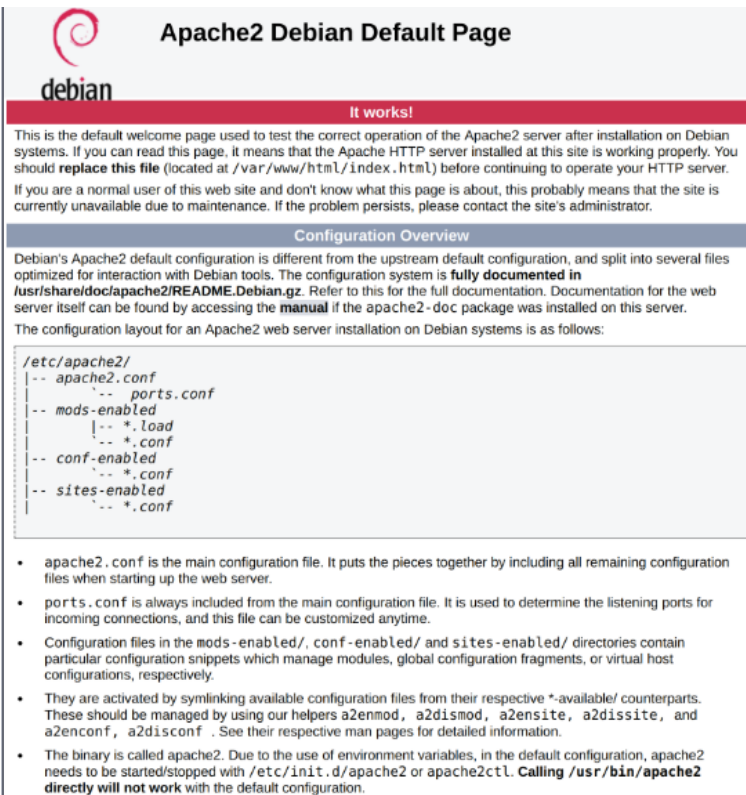 Apache2 Debian Default Page
debian
It works!
This is the default welcome page used to test the correct operation of the Apache2 server after installation on Debian
systems. If you can read this page, it means that the Apache HTTP server installed at this site is working properly. You
should replace this file (located at /var/www/html/index.html) before continuing to operate your HTTP server.
If you are a normal user of this web site and don't know what this page is about, this probably means that the site is
currently unavailable due to maintenance. If the problem persists, please contact the site's administrator.
Configuration Overview
Debian's Apache2 default configuration is different from the upstream default configuration, and split into several files
optimized for interaction with Debian tools. The configuration system is fully documented in
/usr/share/doc/apache2/README.Debian.gz. Refer to this for the full documentation. Documentation for the web
server itself can be found by accessing the manual if the apache2-doc package was installed on this server.
The configuration layout for an Apache2 web server installation on Debian systems is as follows:
/etc/apache2/
|-- apache2.conf
|       `--  ports.conf
|-- mods-enabled
|       |-- *.load
|       `-- *.conf
|-- conf-enabled
|       `-- *.conf
|-- sites-enabled
|       `-- *.conf
• apache2.conf is the main configuration file. It puts the pieces together by including all remaining configuration
files when starting up the web server.
• ports.conf is always included from the main configuration file. It is used to determine the listening ports for
incoming connections, and this file can be customized anytime.
• Configuration files in the mods-enabled/, conf-enabled/ and sites-enabled/ directories contain
particular configuration snippets which manage modules, global configuration fragments, or virtual host
configurations, respectively.
• They are activated by symlinking available configuration files from their respective *-available/ counterparts.
These should be managed by using our helpers a2enmod, a2dismod, a2ensite, a2dissite, and
a2enconf, a2disconf . See their respective man pages for detailed information.
• The binary is called apache2. Due to the use of environment variables, in the default configuration, apache2
needs to be started/stopped with /etc/init.d/apache2 or apache2ctl. Calling /usr/bin/apache2
directly will not work with the default configuration.